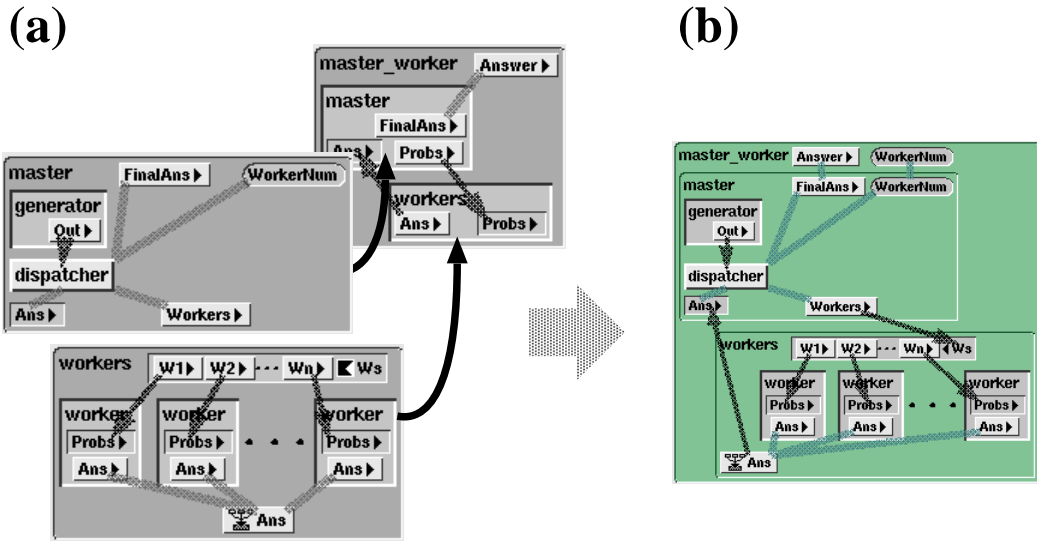 (a)
master_worker Answer
master
FinalAns
Ans Probs
workers
Ans Probs
master FinalAns WorkerNum
generator
Out
dispatcher
Ans Workers
workers W1 W2 ··· Wn Ws
worker worker worker
Probs Probs · · · Probs
Ans Ans Ans
Ans
(b)
master_worker Answer WorkerNum
master FinalAns WorkerNum
generator
Out
dispatcher
Ans Workers
workers W1 W2 ··· Wn Ws
worker worker worker
Probs Probs · · · Probs
Ans Ans Ans
Ans